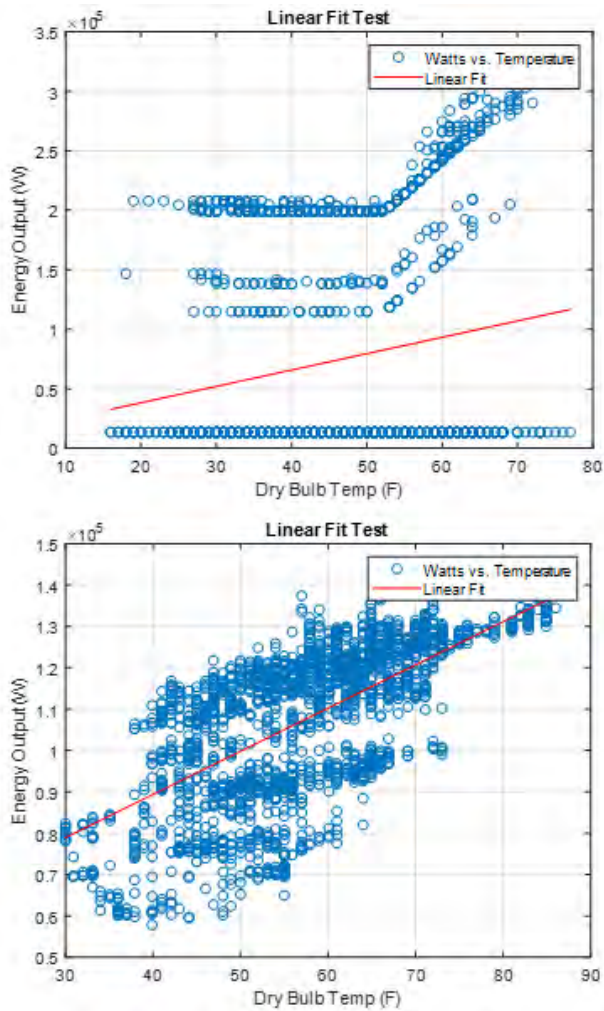 Linear Fit Test
×10^5
3.5
3
2.5
2
1.5
1
0.5
0
Energy Output (W)
Watts vs. Temperature
Linear Fit
10 20 30 40 50 60 70 80
Dry Bulb Temp (F)
Linear Fit Test
×10^5
1.5
1.4
1.3
1.2
1.1
1
0.9
0.8
0.7
0.6
0.5
Energy Output (W)
Watts vs. Temperature
Linear Fit
30 40 50 60 70 80 90
Dry Bulb Temp (F)